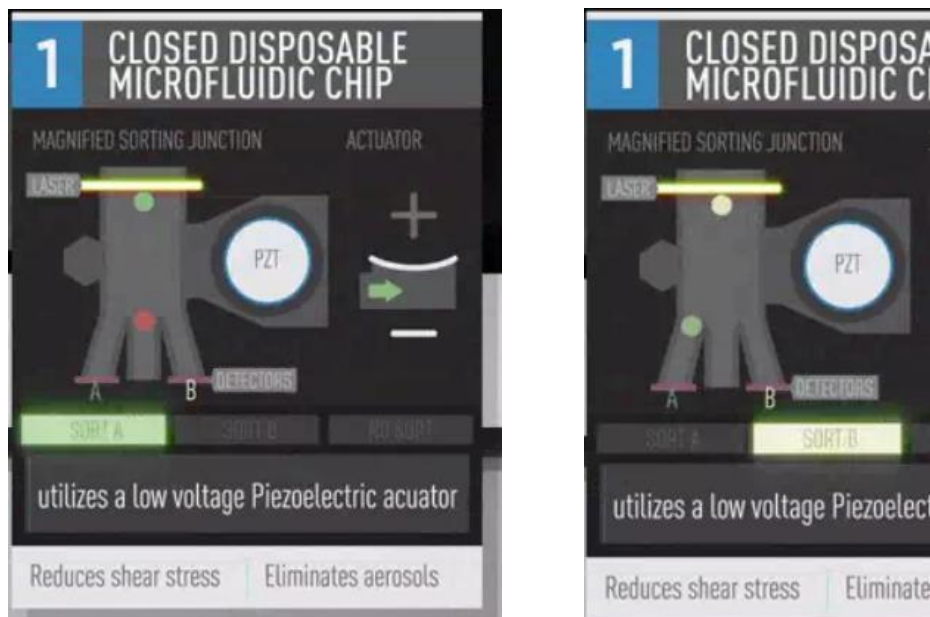 1
CLOSED DISPOSABLE
MICROFLUIDIC CHIP
MAGNIFIED SORTING JUNCTION
ACTUATOR
LASER
PZT
A
B
DETECTORS
SORT A
SORT B
NO SORT
utilizes a low voltage Piezoelectric acuator
Reduces shear stress
Eliminates aerosols
1
CLOSED DISPOSA
MICROFLUIDIC C
MAGNIFIED SORTING JUNCTION
LASER
PZT
A
B
DETECTORS
SORT A
SORT B
utilizes a low voltage Piezoelect
Reduces shear stress
Eliminate